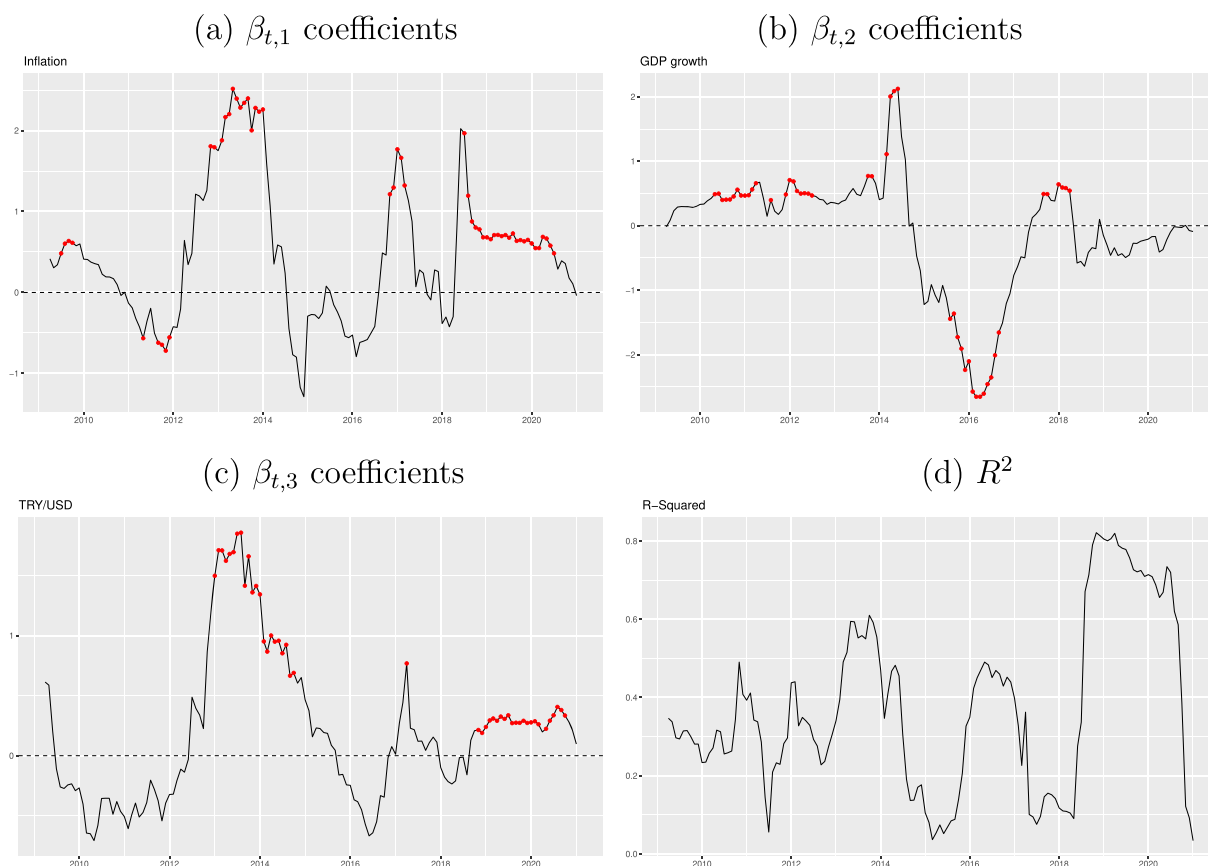 (a) β_{t,1} coefficients
Inflation
2
1
0
−1
2010 2012 2014 2016 2018 2020
(b) β_{t,2} coefficients
GDP growth
2
1
0
−1
−2
2010 2012 2014 2016 2018 2020
(c) β_{t,3} coefficients
TRY/USD
1
0
2010 2012 2014 2016 2018 2020
(d) R²
R−Squared
0.8
0.6
0.4
0.2
0.0
2010 2012 2014 2016 2018 2020